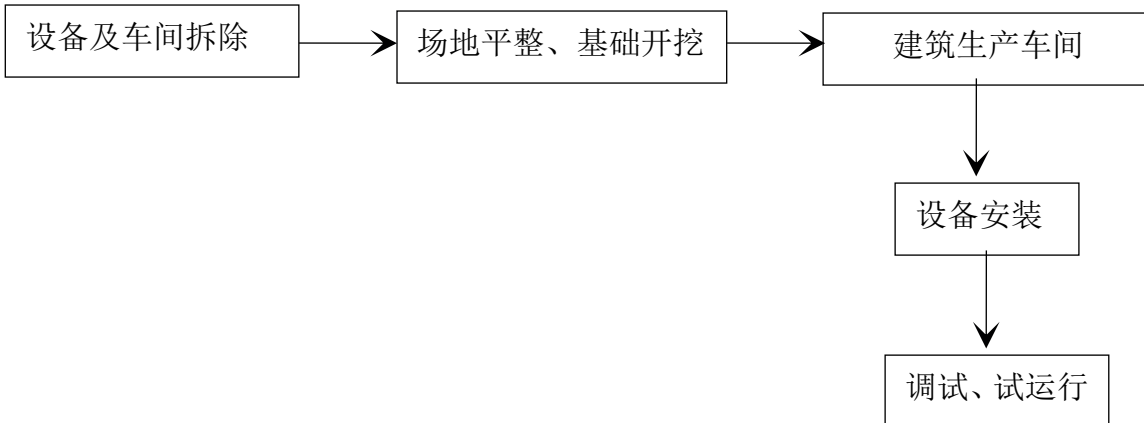 设备及车间拆除
场地平整、基础开挖
建筑生产车间
设备安装
调试、试运行